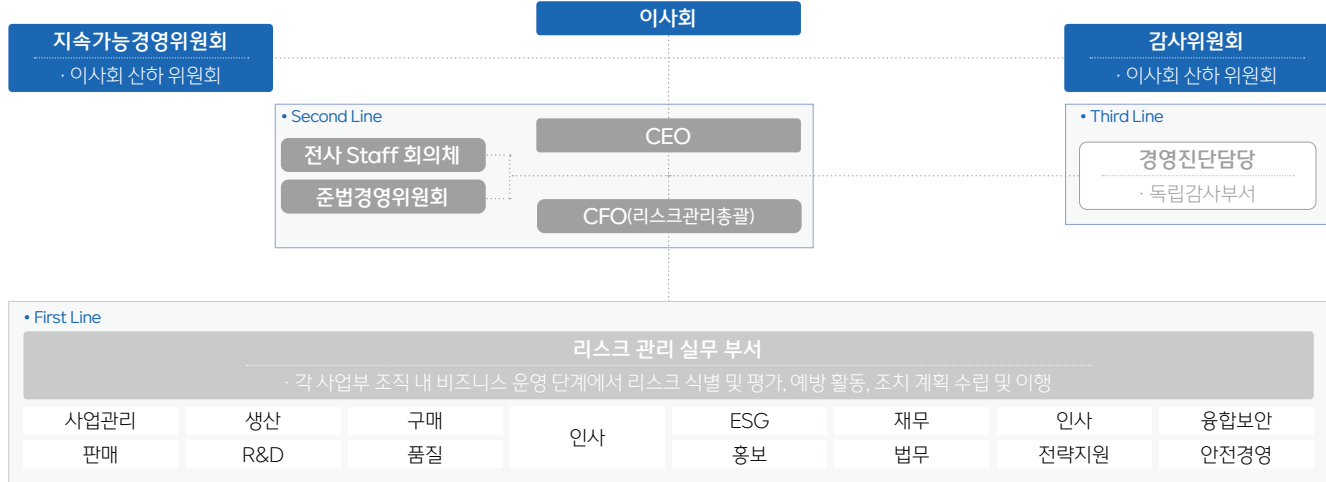 이사회
지속가능경영위원회
· 이사회 산하 위원회
감사위원회
· 이사회 산하 위원회
• Second Line
전사 Staff 회의체
준법경영위원회
CEO
CFO(리스크관리총괄)
• Third Line
경영진단담당
· 독립감사부서
• First Line
리스크 관리 실무 부서
· 각 사업부 조직 내 비즈니스 운영 단계에서 리스크 식별 및 평가, 예방 활동, 조치 계획 수립 및 이행
사업관리 생산 구매 인사 ESG 재무 인사 융합보안
판매 R&D 품질 홍보 법무 전략지원 안전경영